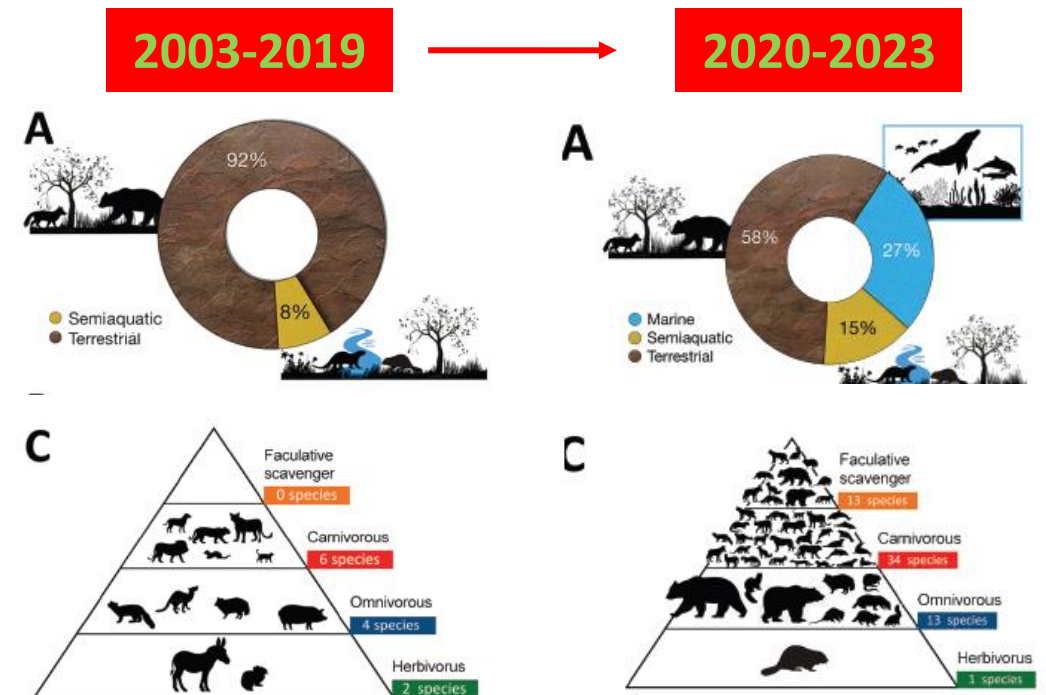 2003-2019
2020-2023
A
92%
8%
Semiaquatic
Terrestrial
A
58%
27%
15%
Marine
Semiaquatic
Terrestrial
C
Faculative
scavenger
0 species
Carnivorous
6 species
Omnivorous
4 species
Herbivorus
2 species
C
Faculative
scavenger
13 species
Carnivorous
34 species
Omnivorous
13 species
Herbivorus
1 species